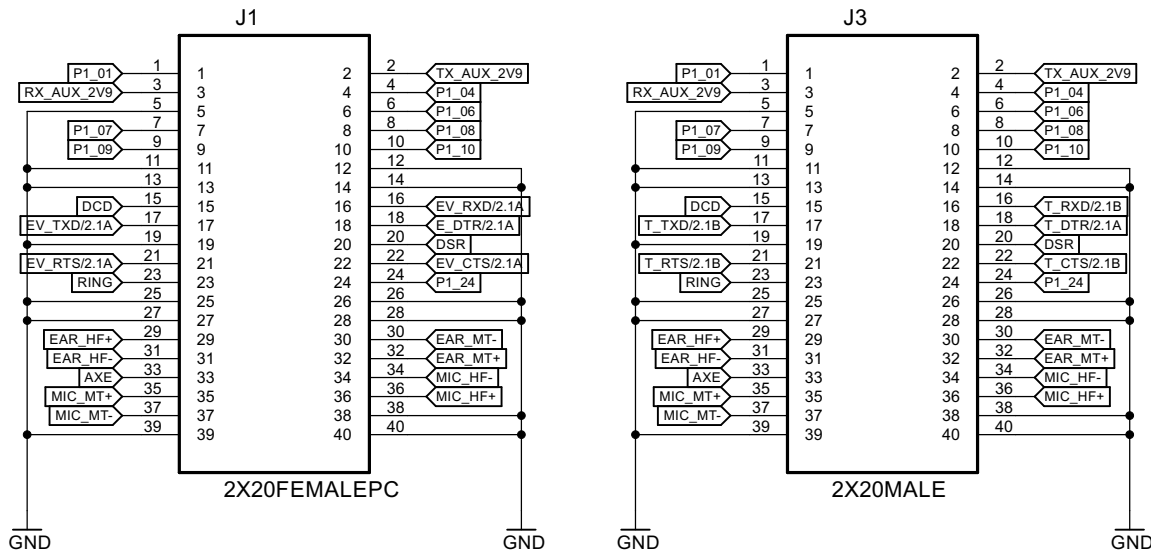 J1
P1_01 1 1 2 2 TX_AUX_2V9
RX_AUX_2V9 3 3 4 4 P1_04
5 5 6 6 P1_06
P1_07 7 7 8 8 P1_08
P1_09 9 9 10 10 P1_10
11 11 12 12
13 13 14 14
DCD 15 15 16 16 EV_RXD/2.1A
EV_TXD/2.1A 17 17 18 18 E_DTR/2.1A
19 19 20 20 DSR
EV_RTS/2.1A 21 21 22 22 EV_CTS/2.1A
RING 23 23 24 24 P1_24
25 25 26 26
27 27 28 28
EAR_HF+ 29 29 30 30 EAR_MT-
EAR_HF- 31 31 32 32 EAR_MT+
AXE 33 33 34 34 MIC_HF-
MIC_MT+ 35 35 36 36 MIC_HF+
MIC_MT- 37 37 38 38
39 39 40 40
2X20FEMALEPC
GND GND
J3
P1_01 1 1 2 2 TX_AUX_2V9
RX_AUX_2V9 3 3 4 4 P1_04
5 5 6 6 P1_06
P1_07 7 7 8 8 P1_08
P1_09 9 9 10 10 P1_10
11 11 12 12
13 13 14 14
DCD 15 15 16 16 T_RXD/2.1B
T_TXD/2.1B 17 17 18 18 T_DTR/2.1A
19 19 20 20 DSR
T_RTS/2.1B 21 21 22 22 T_CTS/2.1B
RING 23 23 24 24 P1_24
25 25 26 26
27 27 28 28
EAR_HF+ 29 29 30 30 EAR_MT-
EAR_HF- 31 31 32 32 EAR_MT+
AXE 33 33 34 34 MIC_HF-
MIC_MT+ 35 35 36 36 MIC_HF+
MIC_MT- 37 37 38 38
39 39 40 40
2X20MALE
GND GND